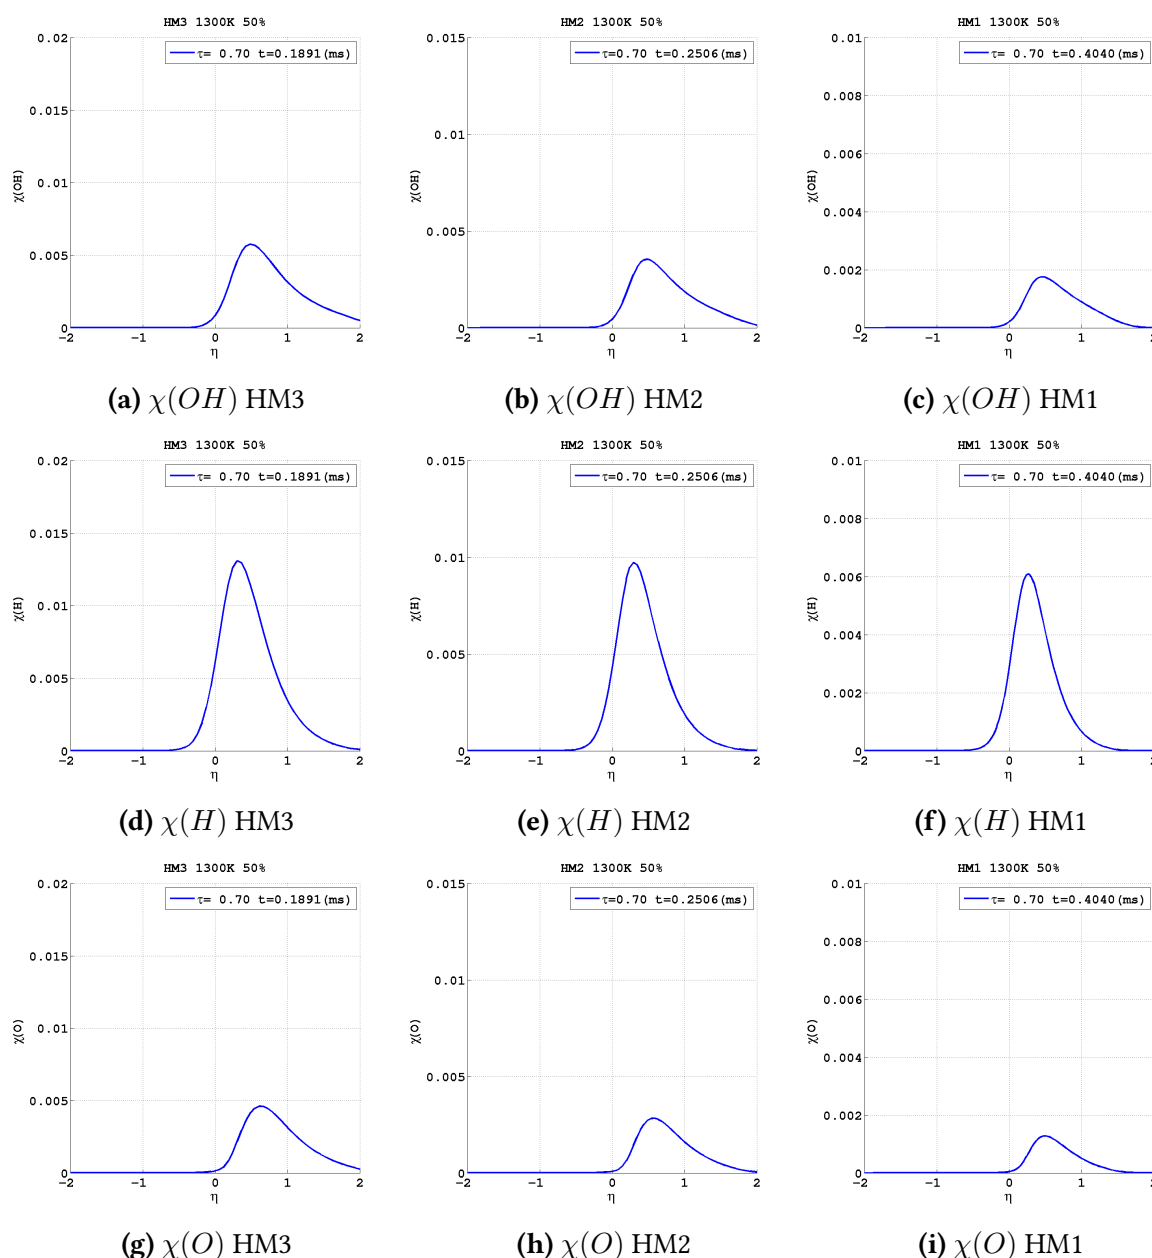 HM3 1300K 50%
τ= 0.70 t=0.1891(ms)
0.02
0.015
0.01
0.005
0
χ(OH)
-2 -1 0 1 2
η
(a) χ(OH) HM3
HM2 1300K 50%
τ=0.70 t=0.2506(ms)
0.015
0.01
0.005
0
χ(OH)
-2 -1 0 1 2
η
(b) χ(OH) HM2
HM1 1300K 50%
τ= 0.70 t=0.4040(ms)
0.01
0.008
0.006
0.004
0.002
0
χ(OH)
-2 -1 0 1 2
η
(c) χ(OH) HM1
HM3 1300K 50%
τ= 0.70 t=0.1891(ms)
0.02
0.015
0.01
0.005
0
χ(H)
-2 -1 0 1 2
η
(d) χ(H) HM3
HM2 1300K 50%
τ=0.70 t=0.2506(ms)
0.015
0.01
0.005
0
χ(H)
-2 -1 0 1 2
η
(e) χ(H) HM2
HM1 1300K 50%
τ= 0.70 t=0.4040(ms)
0.01
0.008
0.006
0.004
0.002
0
χ(H)
-2 -1 0 1 2
η
(f) χ(H) HM1
HM3 1300K 50%
τ= 0.70 t=0.1891(ms)
0.02
0.015
0.01
0.005
0
χ(O)
-2 -1 0 1 2
η
(g) χ(O) HM3
HM2 1300K 50%
τ=0.70 t=0.2506(ms)
0.015
0.01
0.005
0
χ(O)
-2 -1 0 1 2
η
(h) χ(O) HM2
HM1 1300K 50%
τ= 0.70 t=0.4040(ms)
0.01
0.008
0.006
0.004
0.002
0
χ(O)
-2 -1 0 1 2
η
(i) χ(O) HM1